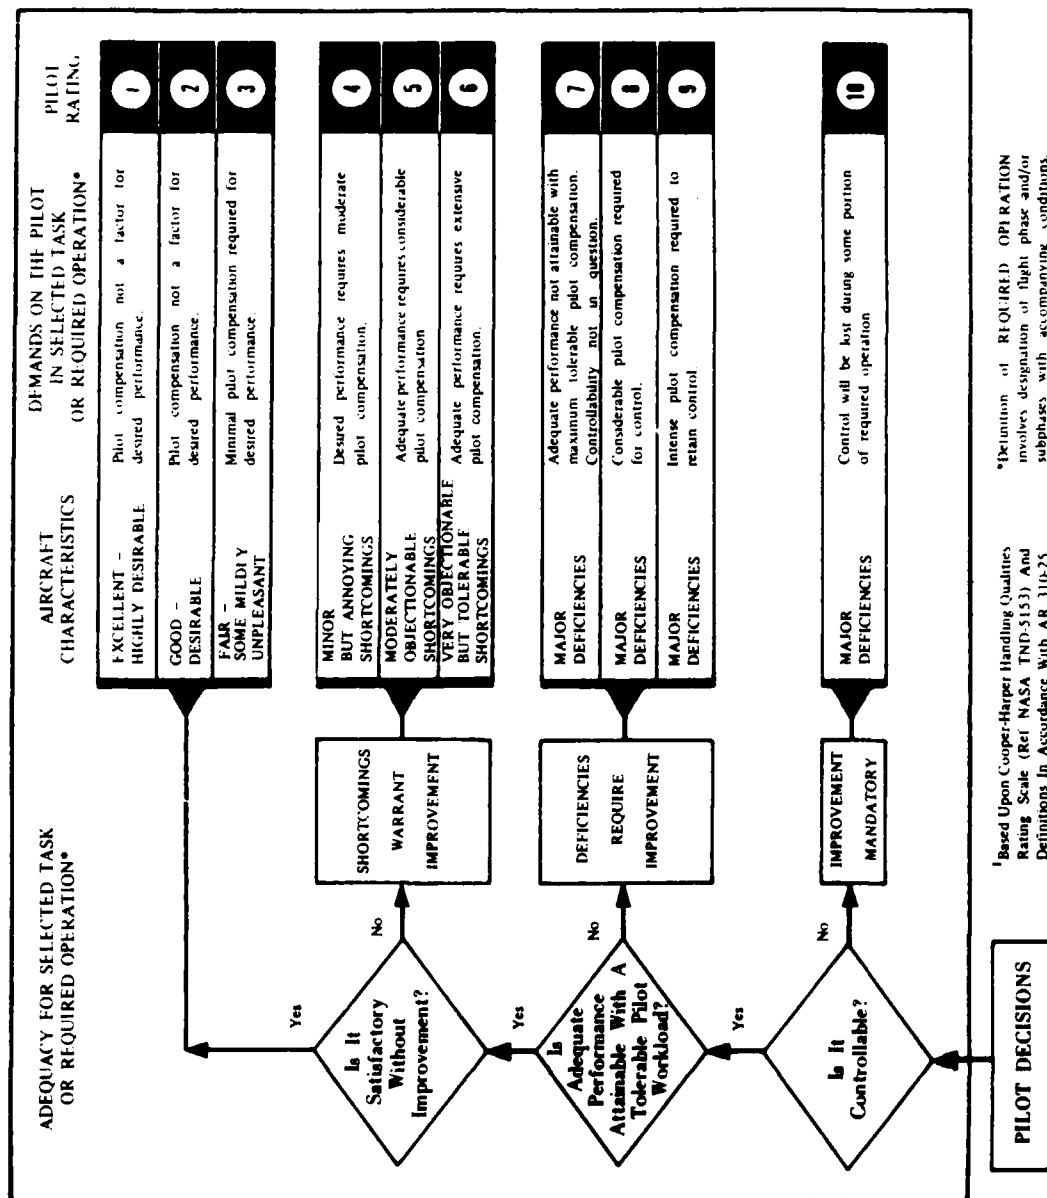 ADEQUACY FOR SELECTED TASK
OR REQUIRED OPERATION*
AIRCRAFT
CHARACTERISTICS
DEMANDS ON THE PILOT
IN SELECTED TASK
OR REQUIRED OPERATION*
PILOT
RATING
EXCELLENT –
HIGHLY DESIRABLE
Pilot compensation not a factor for
desired performance.
1
GOOD –
DESIRABLE
Pilot compensation not a factor for
desired performance.
2
FAIR –
SOME MILDLY
UNPLEASANT
Minimal pilot compensation required for
desired performance.
3
Yes
Is It
Satisfactory
Without
Improvement?
No
SHORTCOMINGS
WARRANT
IMPROVEMENT
MINOR
BUT ANNOYING
SHORTCOMINGS
Desired performance requires moderate
pilot compensation.
4
MODERATELY
OBJECTIONABLE
SHORTCOMINGS
Adequate performance requires considerable
pilot compensation
5
VERY OBJECTIONABLE
BUT TOLERABLE
SHORTCOMINGS
Adequate performance requires extensive
pilot compensation.
6
Yes
Is
Adequate
Performance
Attainable With A
Tolerable Pilot
Workload?
No
DEFICIENCIES
REQUIRE
IMPROVEMENT
MAJOR
DEFICIENCIES
Adequate performance not attainable with
maximum tolerable pilot compensation.
Controllability not in question.
7
MAJOR
DEFICIENCIES
Considerable pilot compensation required
for control.
8
MAJOR
DEFICIENCIES
Intense pilot compensation required to
retain control.
9
Yes
Is It
Controllable?
No
IMPROVEMENT
MANDATORY
MAJOR
DEFICIENCIES
Control will be lost during some portion
of required operation
10
PILOT DECISIONS
¹Based Upon Cooper-Harper Handling Qualities
Rating Scale (Ref NASA TND-5153) And
Definitions In Accordance With AR 310-25
*Definition of REQUIRED OPERATION
involves designation of flight phase and/or
subphases with accompanying conditions.